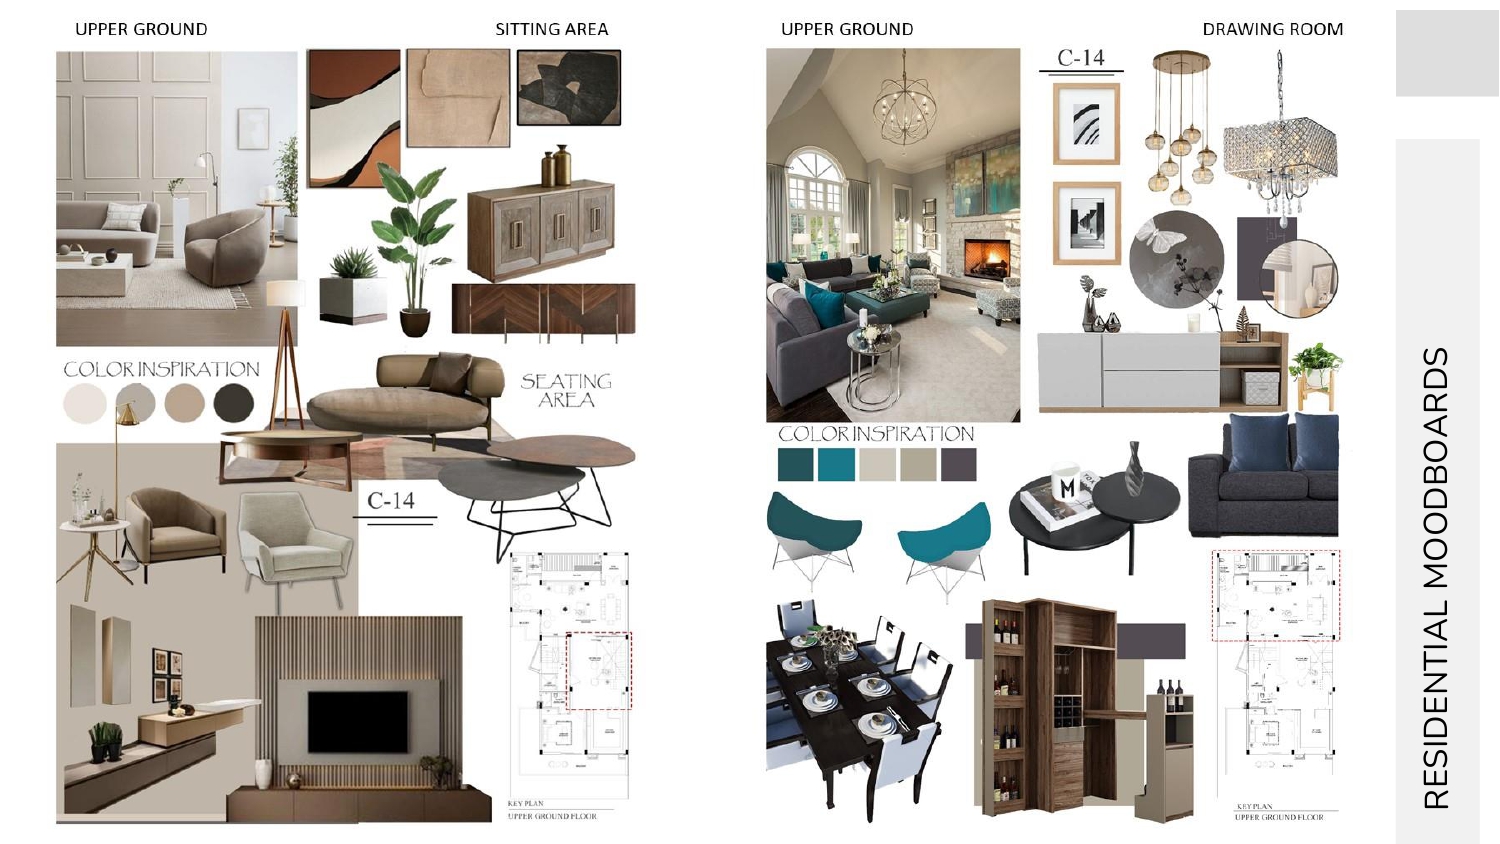 UPPER GROUND
SITTING AREA
COLOR INSPIRATION
SEATING
AREA
C-14
KEY PLAN
UPPER GROUND FLOOR
UPPER GROUND
DRAWING ROOM
C-14
COLOR INSPIRATION
M
KEY PLAN
UPPER GROUND FLOOR
RESIDENTIAL MOODBOARDS